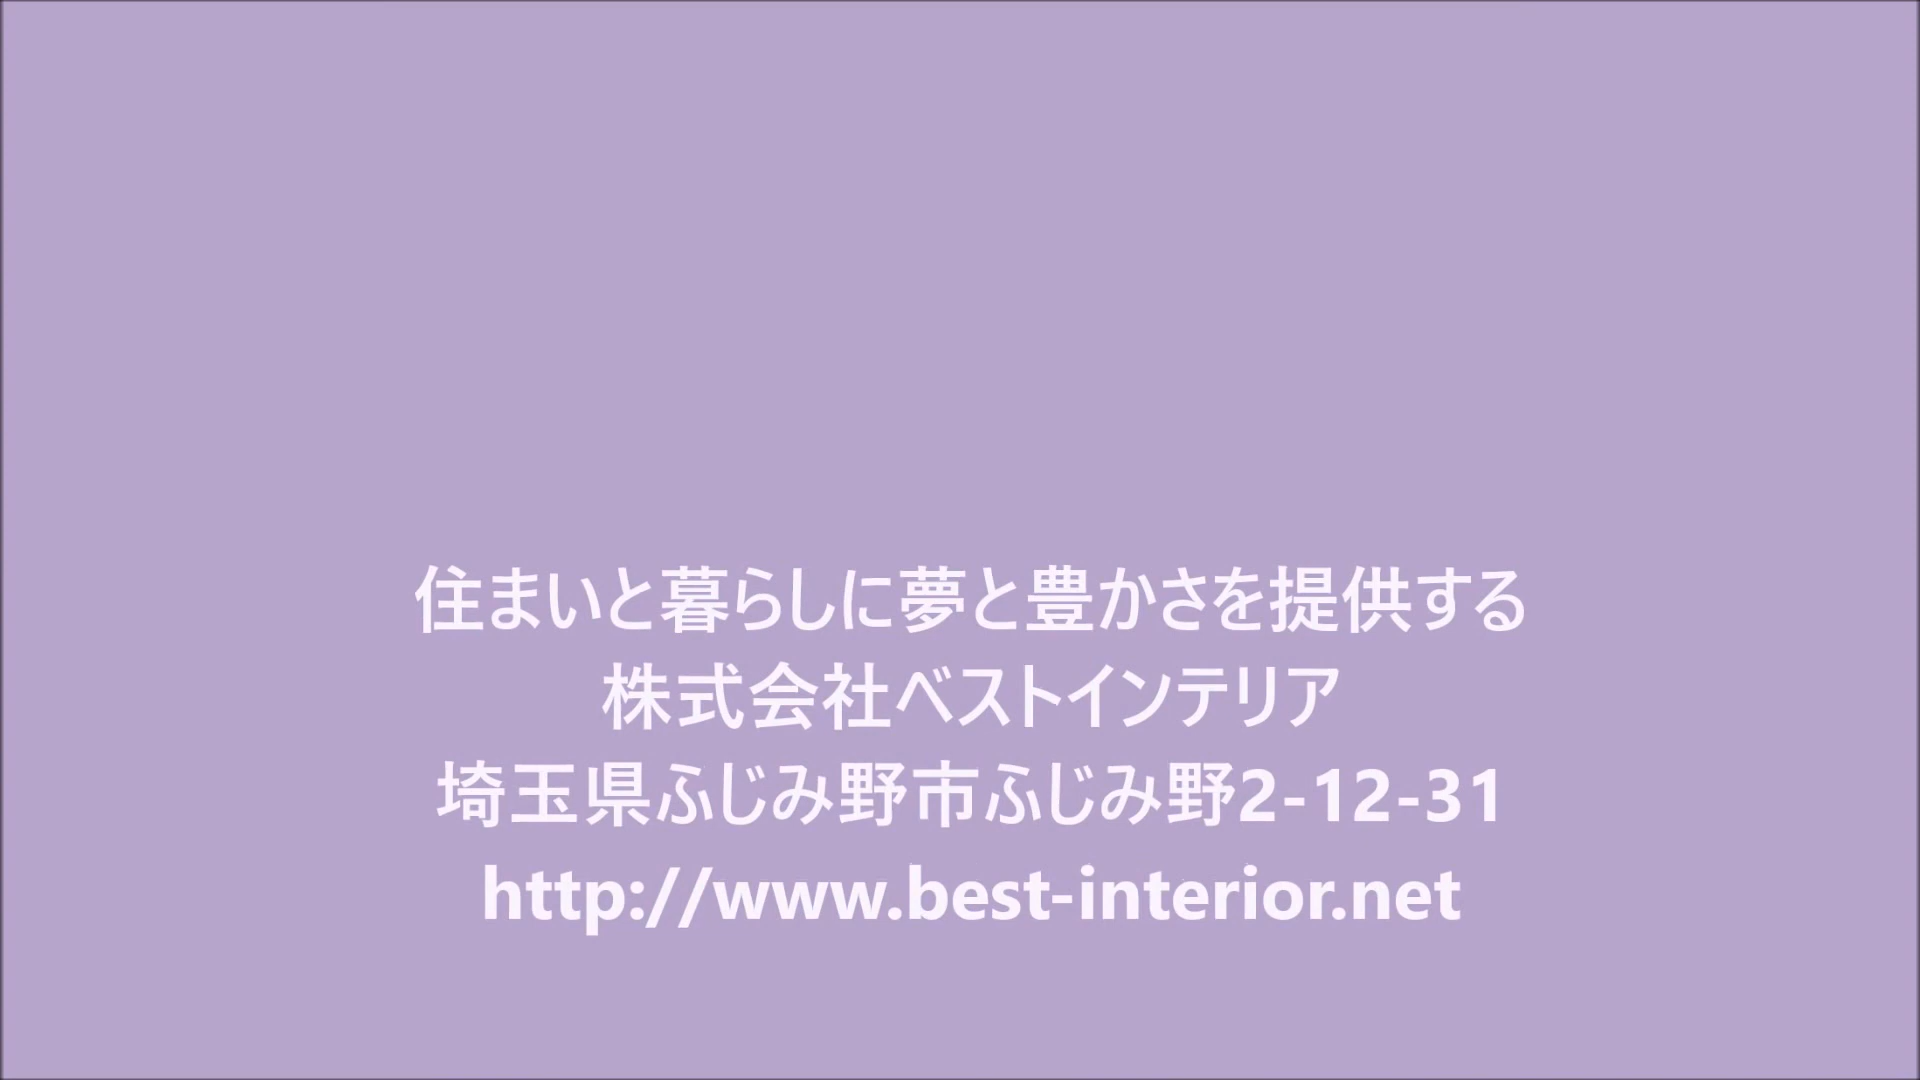 住まいと暮らしに夢と豊かさを提供する
株式会社ベストインテリア
埼玉県ふじみ野市ふじみ野2-12-31
http://www.best-interior.net